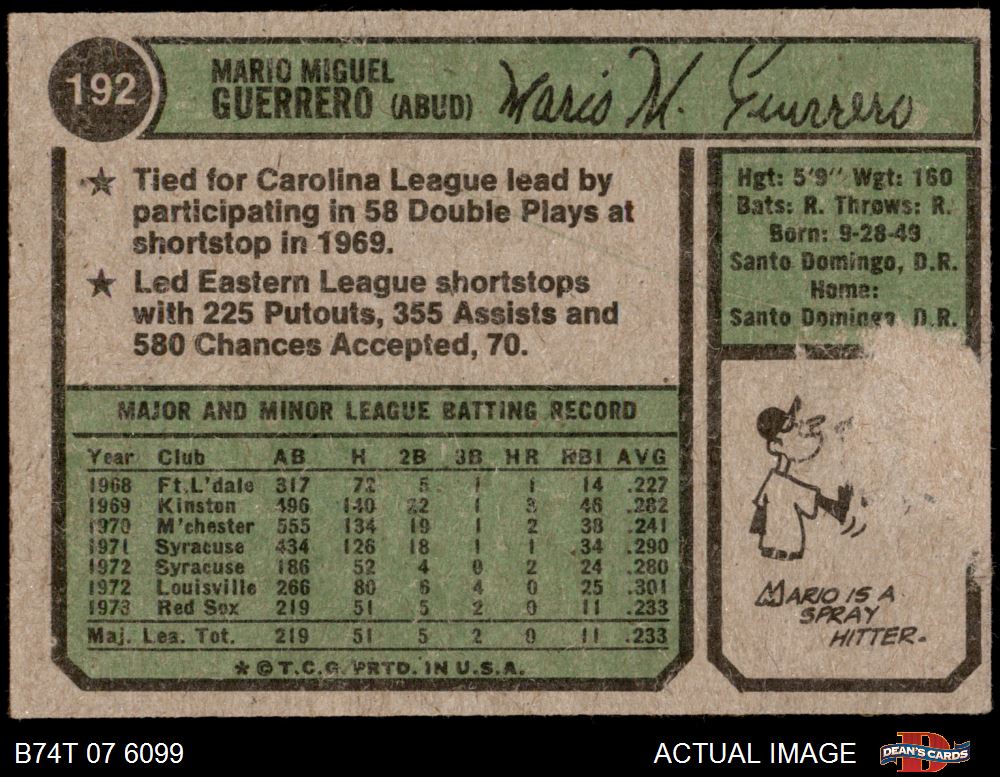 192
MARIO MIGUEL
GUERRERO (ABUD)
Mario M. Guerrero
★ Tied for Carolina League lead by
participating in 58 Double Plays at
shortstop in 1969.
★ Led Eastern League shortstops
with 225 Putouts, 355 Assists and
580 Chances Accepted, 70.
Hgt: 5'9" Wgt: 160
Bats: R. Throws: R.
Born: 9-28-49
Santo Domingo, D.R.
Home:
Santo Domingo D.R.
MAJOR AND MINOR LEAGUE BATTING RECORD
Year Club AB H 2B 3B HR RBI AVG
1968 Ft.L'dale 317 72 5 1 1 14 .227
1969 Kinston 496 140 22 1 3 46 .282
1970 M'chester 555 134 19 1 2 38 .241
1971 Syracuse 434 126 18 1 1 34 .290
1972 Syracuse 186 52 4 0 2 24 .280
1972 Louisville 266 80 6 4 0 25 .301
1973 Red Sox 219 51 5 2 0 11 .233
Maj. Lea. Tot. 219 51 5 2 0 11 .233
* © T.C.G. PRTD. IN U.S.A.
MARIO IS A
SPRAY
HITTER.
B74T 07 6099
ACTUAL IMAGE
DEAN'S CARDS